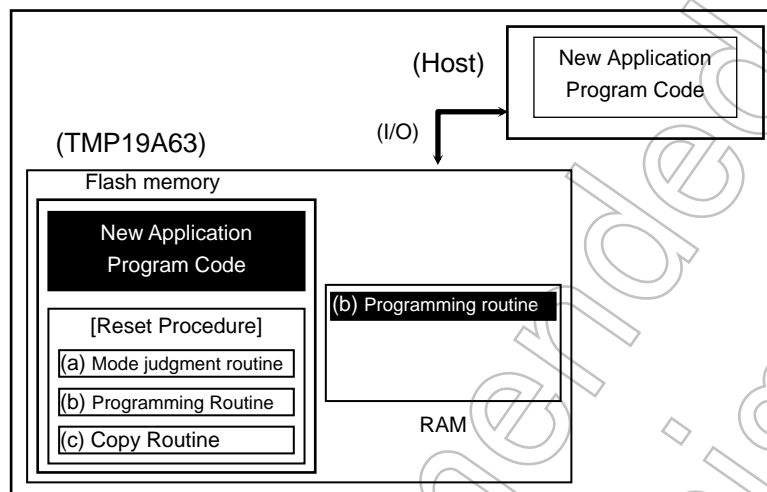 (Host)
New Application
Program Code
(I/O)
(TMP19A63)
Flash memory
New Application
Program Code
[Reset Procedure]
(a) Mode judgment routine
(b) Programming Routine
(c) Copy Routine
(b) Programming routine
RAM